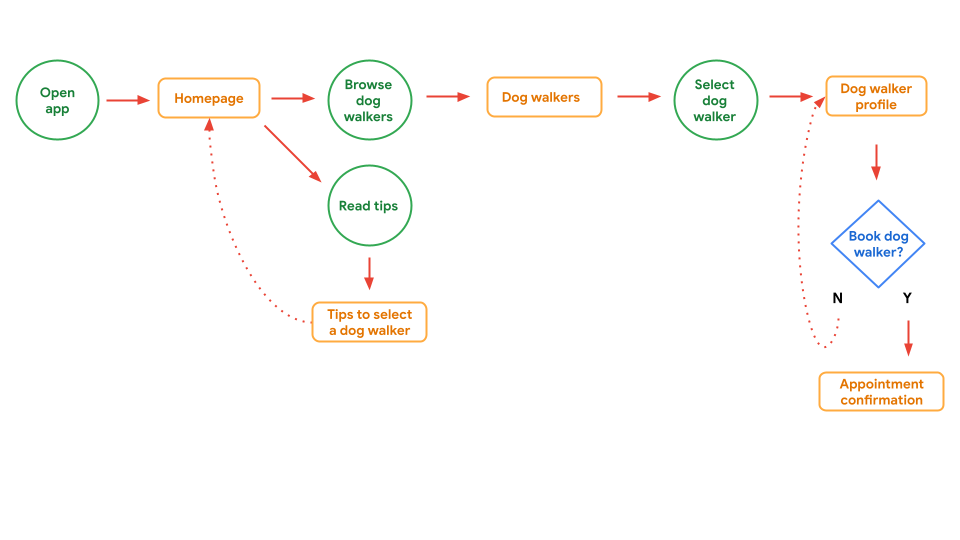 Open
app
Homepage
Browse
dog
walkers
Dog walkers
Select
dog
walker
Dog walker
profile
Read tips
Tips to select
a dog walker
Book dog
walker?
N
Y
Appointment
confirmation